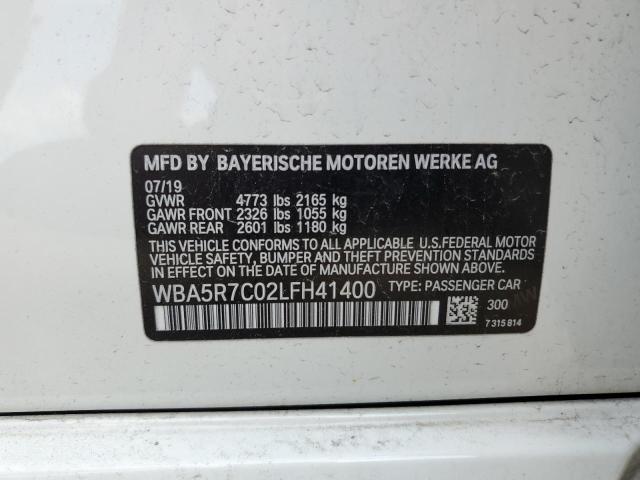 MFD BY BAYERISCHE MOTOREN WERKE AG
07/19
GVWR 4773 lbs 2165 kg
GAWR FRONT 2326 lbs 1055 kg
GAWR REAR 2601 lbs 1180 kg
THIS VEHICLE CONFORMS TO ALL APPLICABLE U.S.FEDERAL MOTOR
VEHICLE SAFETY, BUMPER, AND THEFT PREVENTION STANDARDS
IN EFFECT ON THE DATE OF MANUFACTURE SHOWN ABOVE.
WBA5R7C02LFH41400 TYPE: PASSENGER CAR
300
7315814